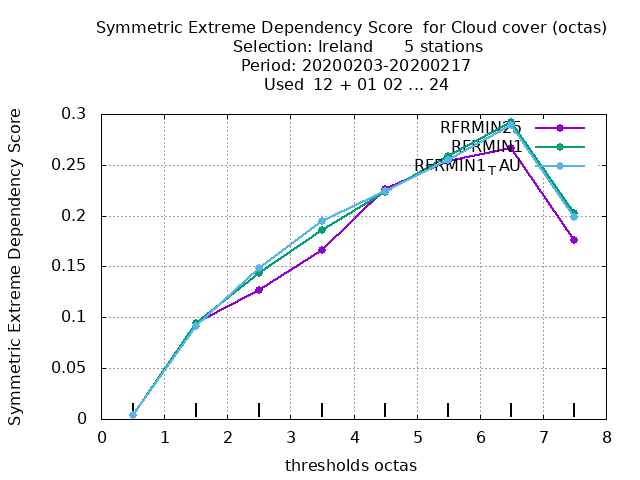 Symmetric Extreme Dependency Score  for Cloud cover (octas)
Selection: Ireland      5 stations
Period: 20200203-20200217
Used  12 + 01 02 ... 24
Symmetric Extreme Dependency Score
0.3
0.25
0.2
0.15
0.1
0.05
0
RFRMIN25
RFRMIN1
RFRMIN1TAU
0 1 2 3 4 5 6 7 8
thresholds octas